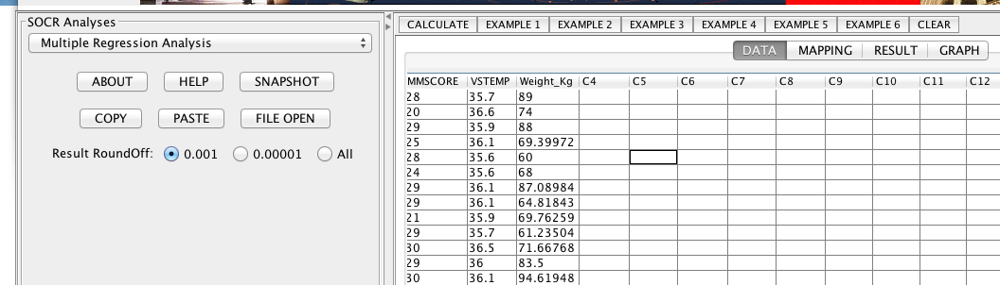 SOCR Analyses
Multiple Regression Analysis
ABOUT HELP SNAPSHOT
COPY PASTE FILE OPEN
Result RoundOff: 0.001 0.00001 All
CALCULATE EXAMPLE 1 EXAMPLE 2 EXAMPLE 3 EXAMPLE 4 EXAMPLE 5 EXAMPLE 6 CLEAR
DATA MAPPING RESULT GRAPH
MMSCORE VSTEMP Weight_Kg C4 C5 C6 C7 C8 C9 C10 C11 C12
28 35.7 89
20 36.6 74
29 35.9 88
25 36.1 69.39972
28 35.6 60
24 35.6 68
29 36.1 87.08984
29 36.1 64.81843
21 35.9 69.76259
29 35.7 61.23504
30 36.5 71.66768
29 36 83.5
30 36.1 94.61948